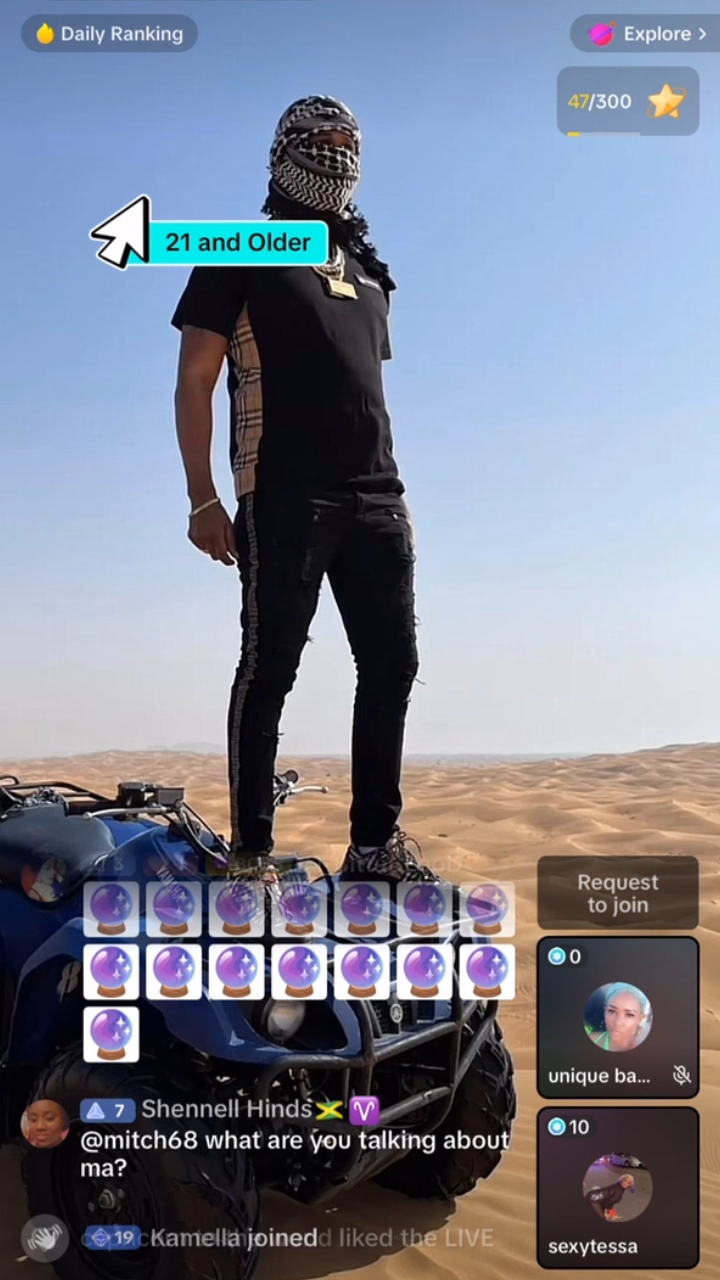 Daily Ranking
Explore >
47/300
21 and Older
Request
to join
0
unique ba...
10
sexytessa
7 Shennell Hinds
@mitch68 what are you talking about
ma?
19 Kamella joined
liked the LIVE